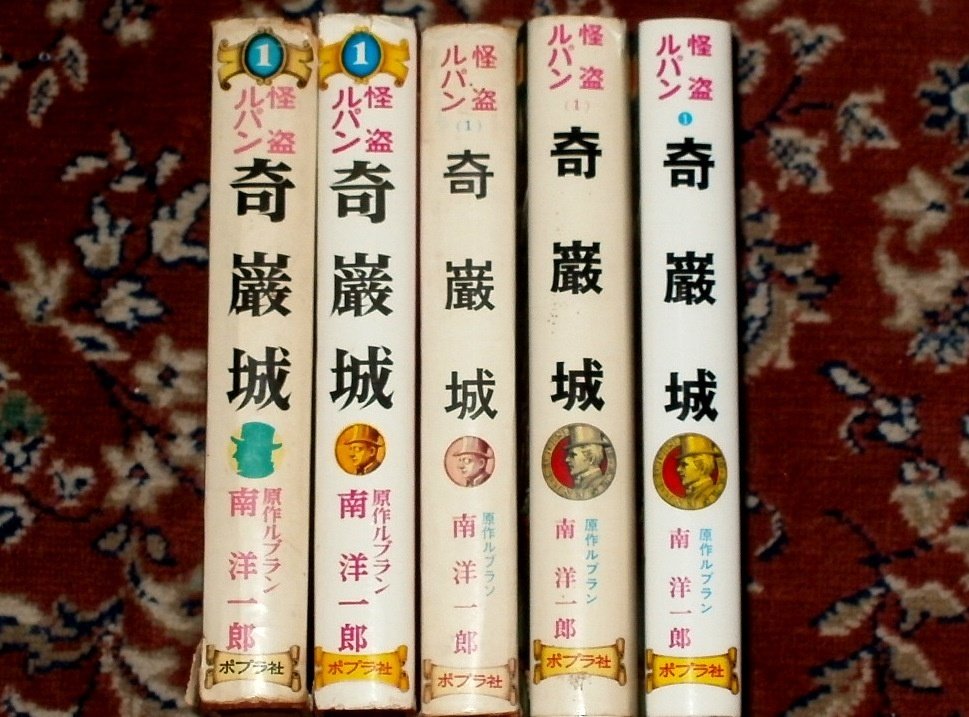 1
怪盗
ルパン
奇巌城
原作ルブラン
南洋一郎
ポプラ社
1
怪盗
ルパン
奇巌城
原作ルブラン
南洋一郎
ポプラ社
怪盗
ルパン
(1)
奇巌城
原作ルブラン
南洋一郎
ポプラ社
怪盗
ルパン
(1)
奇巌城
原作ルブラン
南洋一郎
ポプラ社
怪盗
ルパン
1
奇巌城
原作ルブラン
南洋一郎
ポプラ社